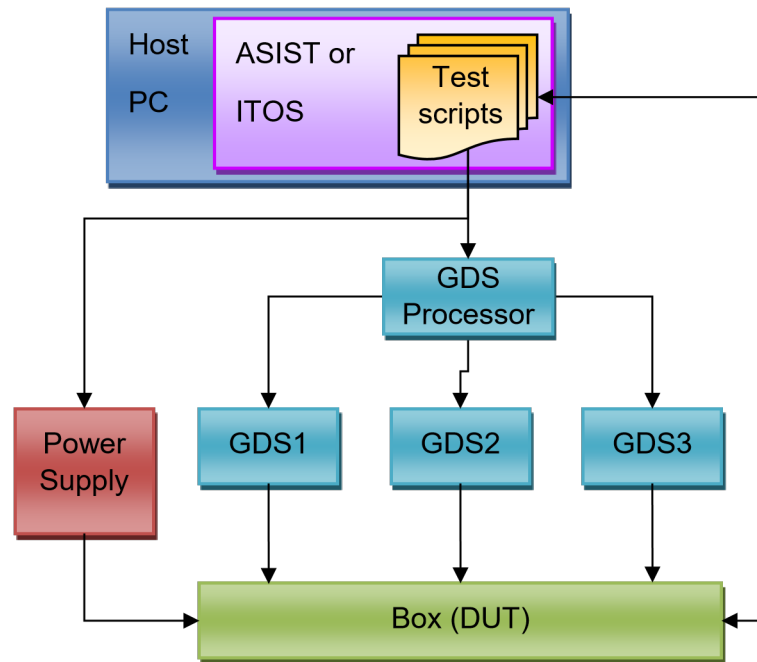 Host
PC
ASIST or
ITOS
Test
scripts
GDS
Processor
Power
Supply
GDS1
GDS2
GDS3
Box (DUT)